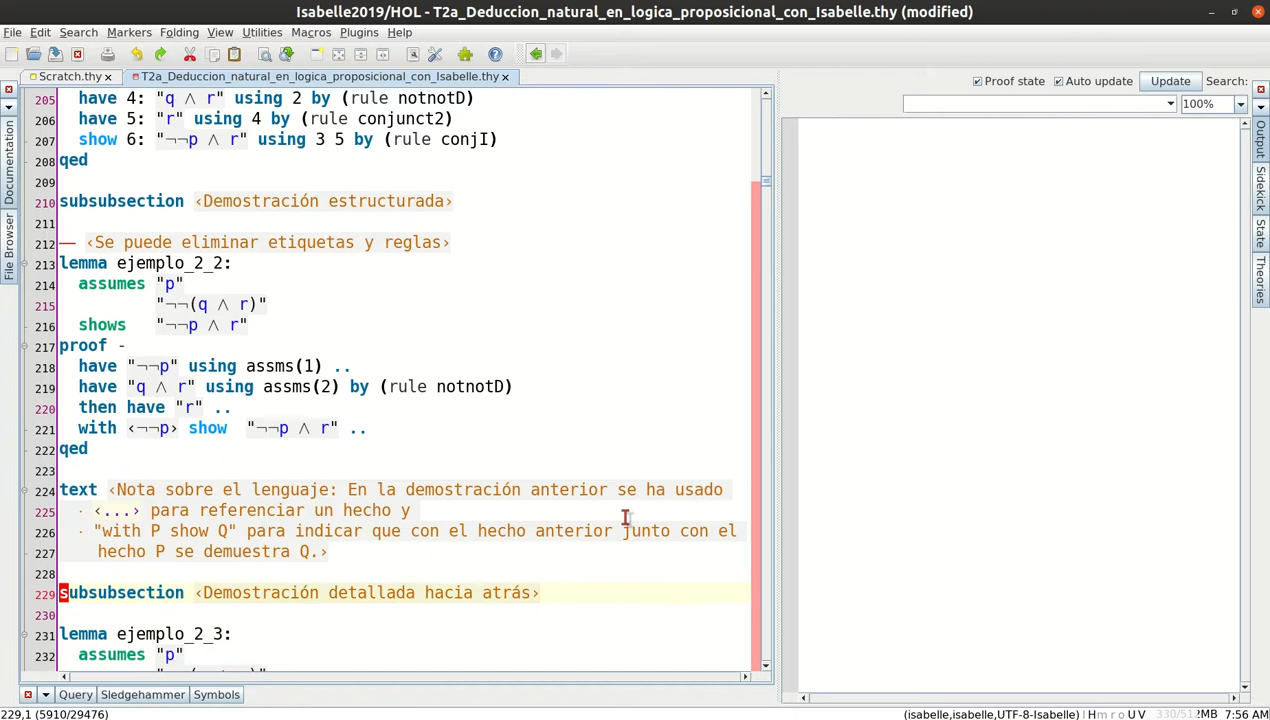 Isabelle2019/HOL - T2a_Deduccion_natural_en_logica_proposicional_con_Isabelle.thy (modified)
File Edit Search Markers Folding View Utilities Macros Plugins Help
Scratch.thy T2a_Deduccion_natural_en_logica_proposicional_con_Isabelle.thy
Proof state Auto update Update Search:
100%
205 have 4: "q ∧ r" using 2 by (rule notnotD)
206 have 5: "r" using 4 by (rule conjunct2)
207 show 6: "¬¬p ∧ r" using 3 5 by (rule conjI)
208 qed
209
210 subsubsection ‹Demostración estructurada›
211
212 — ‹Se puede eliminar etiquetas y reglas›
213 lemma ejemplo_2_2:
214 assumes "p"
215 "¬¬(q ∧ r)"
216 shows "¬¬p ∧ r"
217 proof -
218 have "¬¬p" using assms(1) ..
219 have "q ∧ r" using assms(2) by (rule notnotD)
220 then have "r" ..
221 with ‹¬¬p› show "¬¬p ∧ r" ..
222 qed
223
224 text ‹Nota sobre el lenguaje: En la demostración anterior se ha usado
225 · ‹...› para referenciar un hecho y
226 · "with P show Q" para indicar que con el hecho anterior junto con el
227 hecho P se demuestra Q.›
228
229 subsubsection ‹Demostración detallada hacia atrás›
230
231 lemma ejemplo_2_3:
232 assumes "p"
Documentation
File Browser
Output
Sidekick
State
Theories
Query Sledgehammer Symbols
229,1 (5910/29476)
(isabelle,isabelle,UTF-8-Isabelle) | H m r o U V 330/512MB 7:56 AM